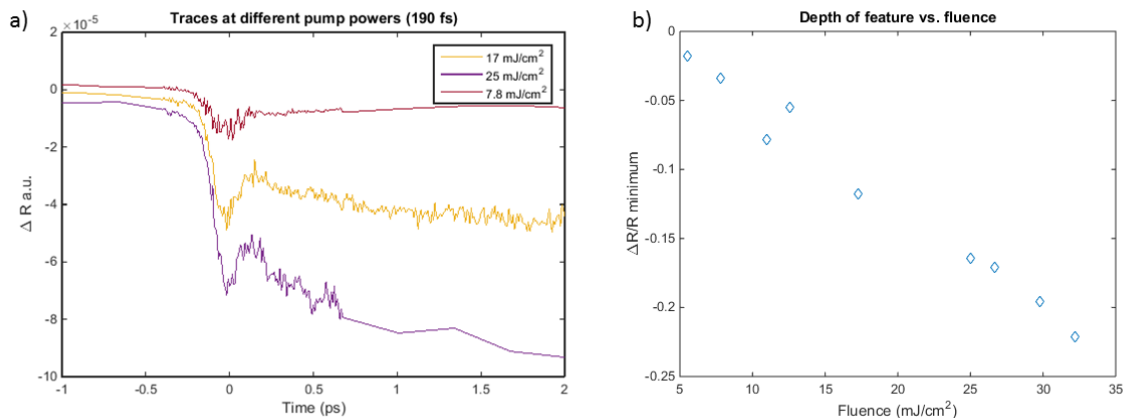 a)
Traces at different pump powers (190 fs)
×10⁻⁵
2
0
-2
-4
-6
-8
-10
Δ R a.u.
17 mJ/cm²
25 mJ/cm²
7.8 mJ/cm²
-1 -0.5 0 0.5 1 1.5 2
Time (ps)
b)
Depth of feature vs. fluence
0
-0.05
-0.1
-0.15
-0.2
-0.25
ΔR/R minimum
5 10 15 20 25 30 35
Fluence (mJ/cm²)